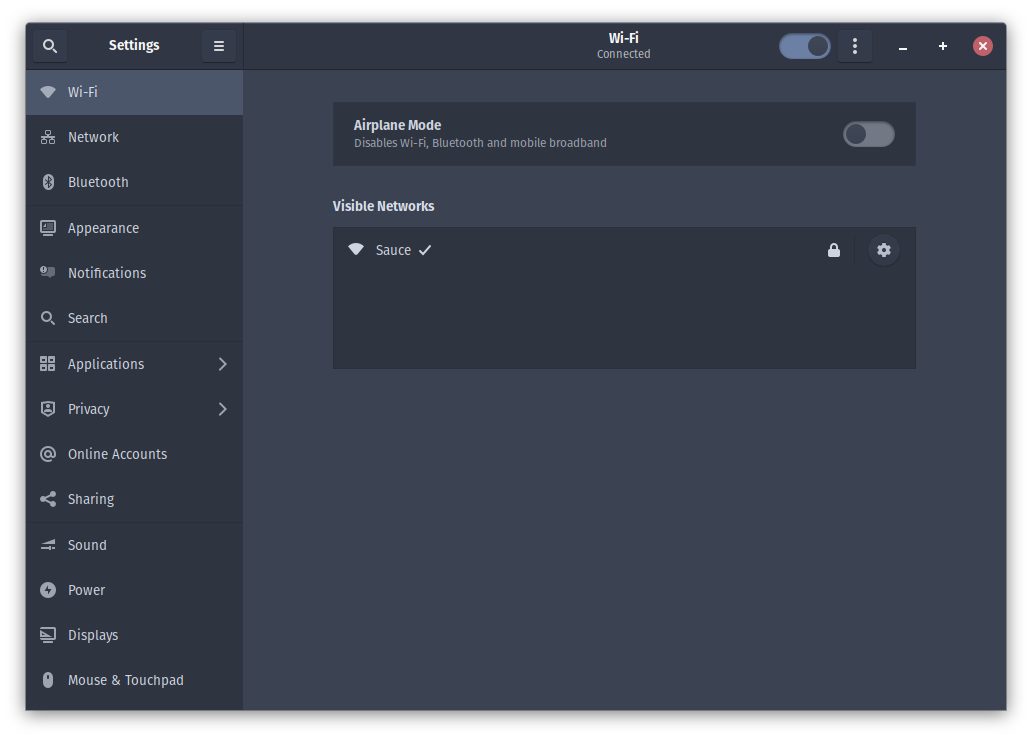 Settings
Wi-Fi
Connected
Wi-Fi
Network
Bluetooth
Appearance
Notifications
Search
Applications
Privacy
Online Accounts
Sharing
Sound
Power
Displays
Mouse & Touchpad
Airplane Mode
Disables Wi-Fi, Bluetooth and mobile broadband
Visible Networks
Sauce